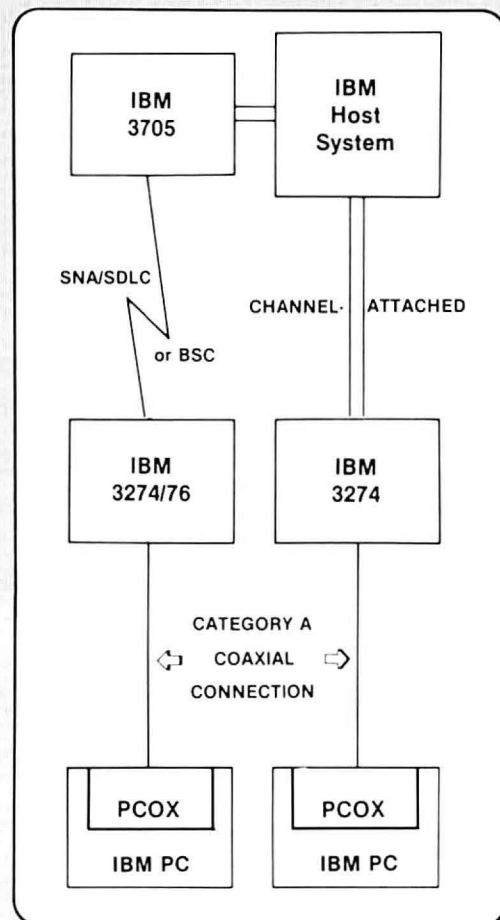 IBM
3705
IBM
Host
System
SNA/SDLC
or BSC
CHANNEL-
ATTACHED
IBM
3274/76
IBM
3274
CATEGORY A
COAXIAL
CONNECTION
PCOX
IBM PC
PCOX
IBM PC